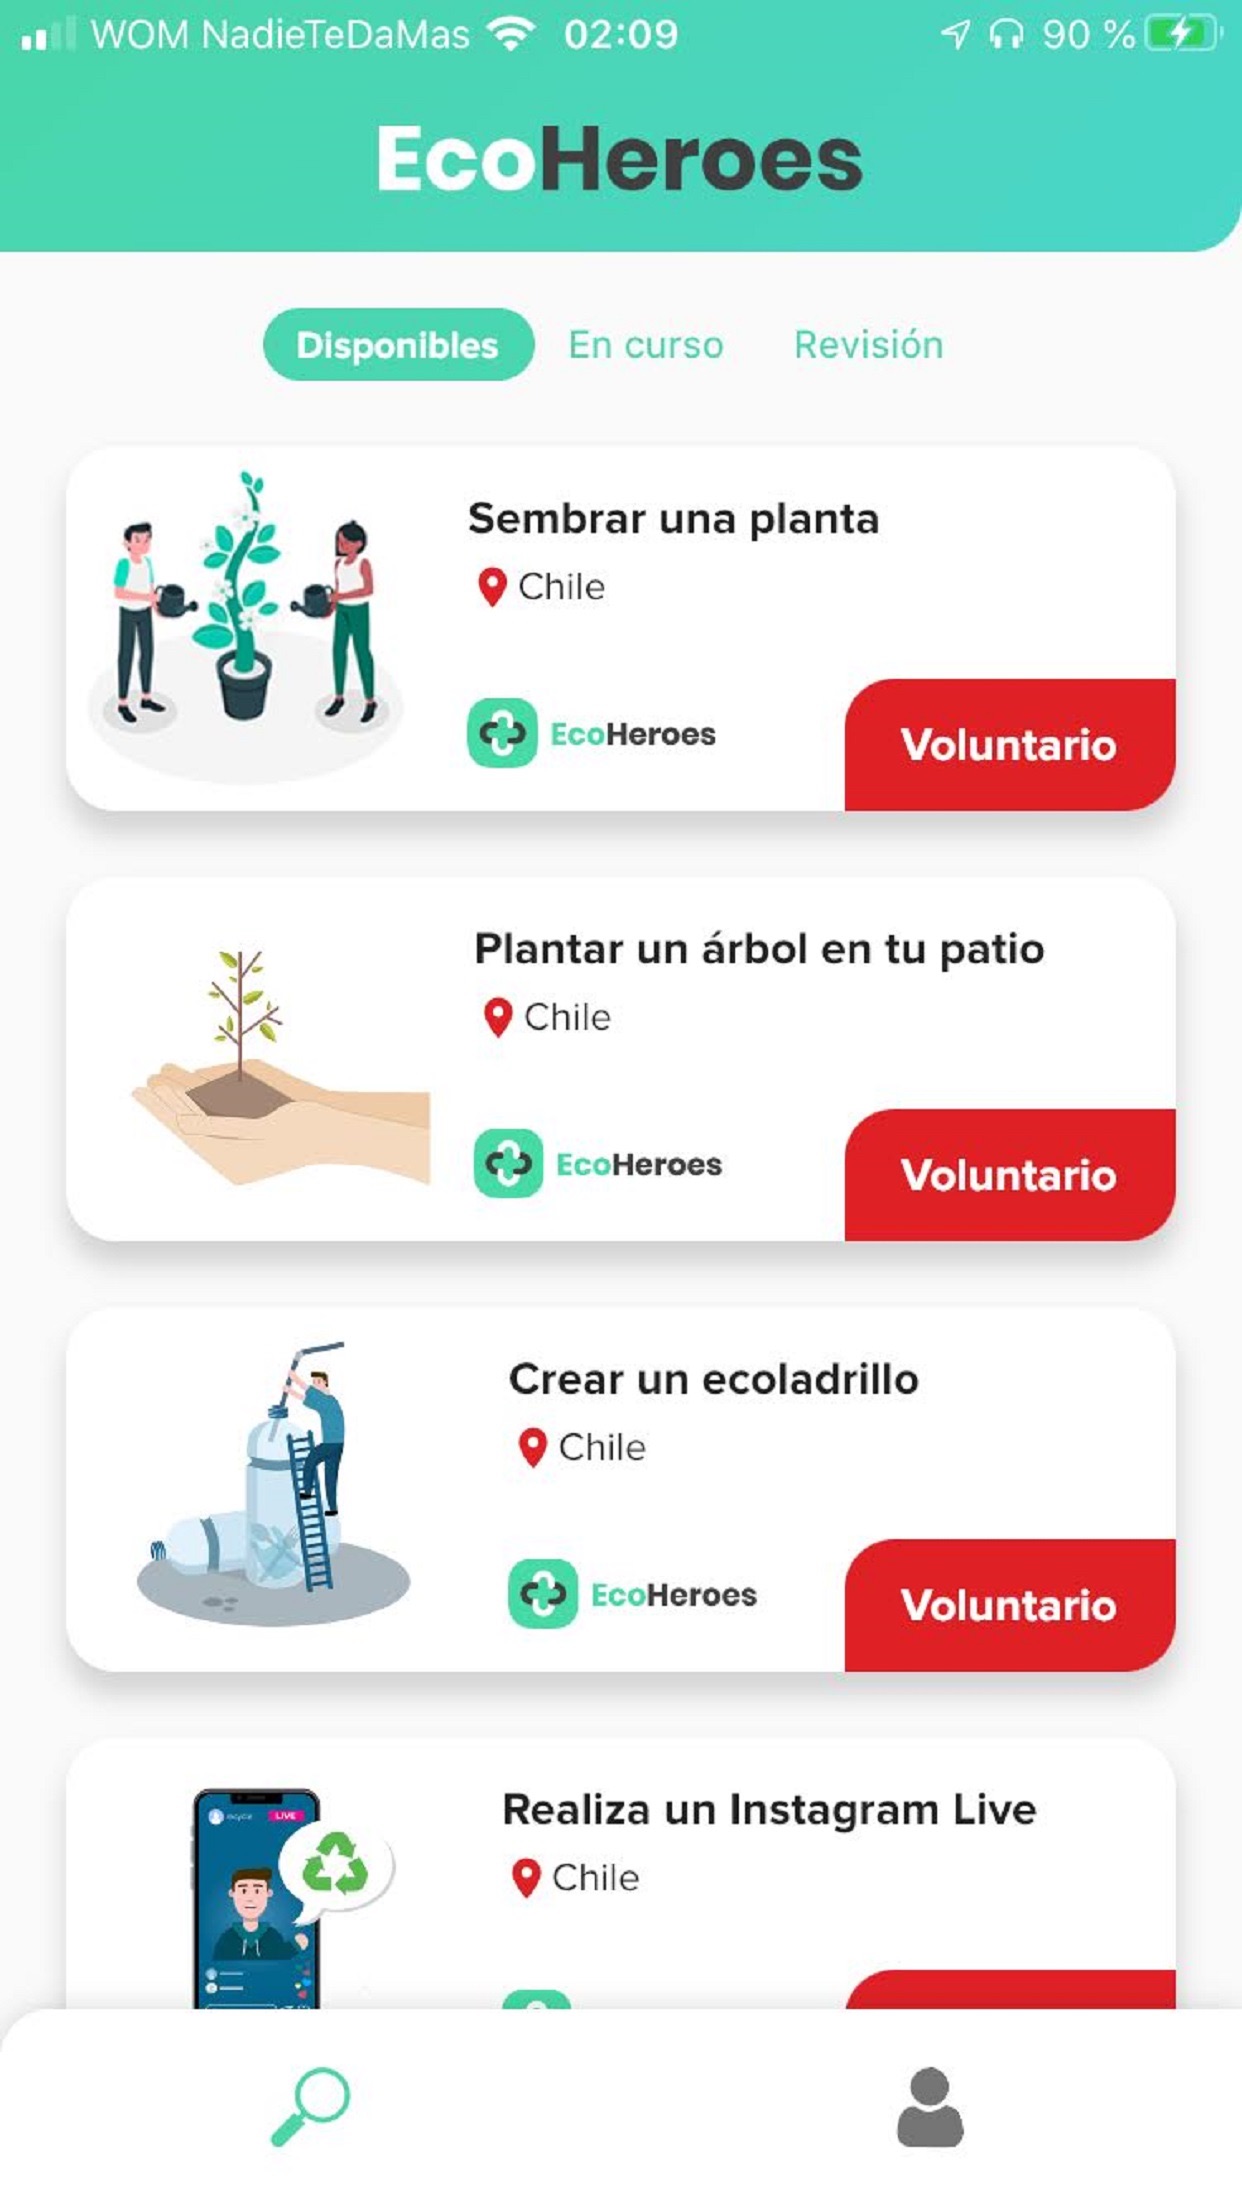 WOM NadieTeDaMas 02:09 90 %
EcoHeroes
Disponibles En curso Revisión
Sembrar una planta
Chile
EcoHeroes
Voluntario
Plantar un árbol en tu patio
Chile
EcoHeroes
Voluntario
Crear un ecoladrillo
Chile
EcoHeroes
Voluntario
LIVE
Realiza un Instagram Live
Chile